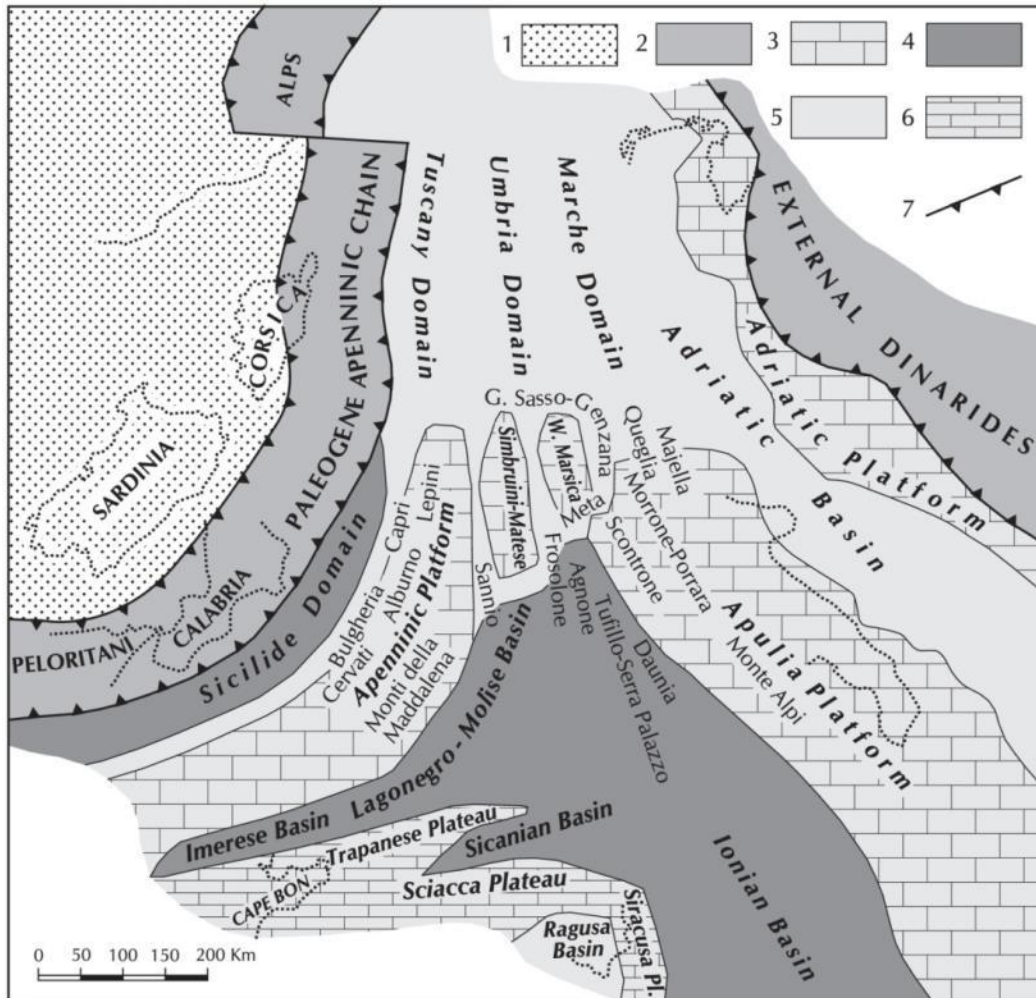 1
2
3
4
5
6
7
ALPS
PALEOGENE APENNINIC CHAIN
CORSICA
SARDINIA
CALABRIA
PELORITANI
Tuscany Domain
Umbria Domain
Marche Domain
EXTERNAL DINARIDES
Adriatic Platform
Adriatic Basin
G. Sasso-Genzana
Simbruini-Matese
W. Marsica
Meta
Queglia
Majella
Morrone-Porrara
Scontrone
Sicilide Domain
Bulgheria – Capri
Cervati
Alburno
Lepini
Apenninic Platform
Monti della
Maddalena
Sannio
Frosolone
Agnone
Tufillo-Serra Palazzo
Daunia
Monte Alpi
Apulia Platform
Lagonegro - Molise Basin
Imerese Basin
Trapanese Plateau
Sicanian Basin
CAPE BON
Sciacca Plateau
Ragusa
Basin
Siracusa Pl.
Ionian Basin
0 50 100 150 200 Km